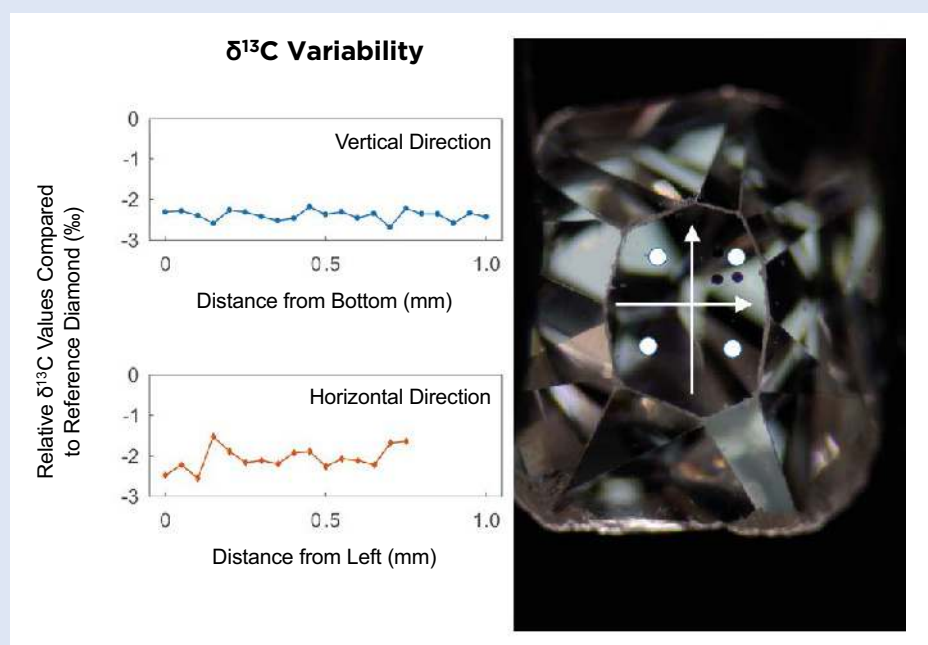 δ¹³C Variability
Relative δ¹³C Values Compared
to Reference Diamond (‰)
0
-1
-2
-3
Vertical Direction
0 0.5 1.0
Distance from Bottom (mm)
0
-1
-2
-3
Horizontal Direction
0 0.5 1.0
Distance from Left (mm)